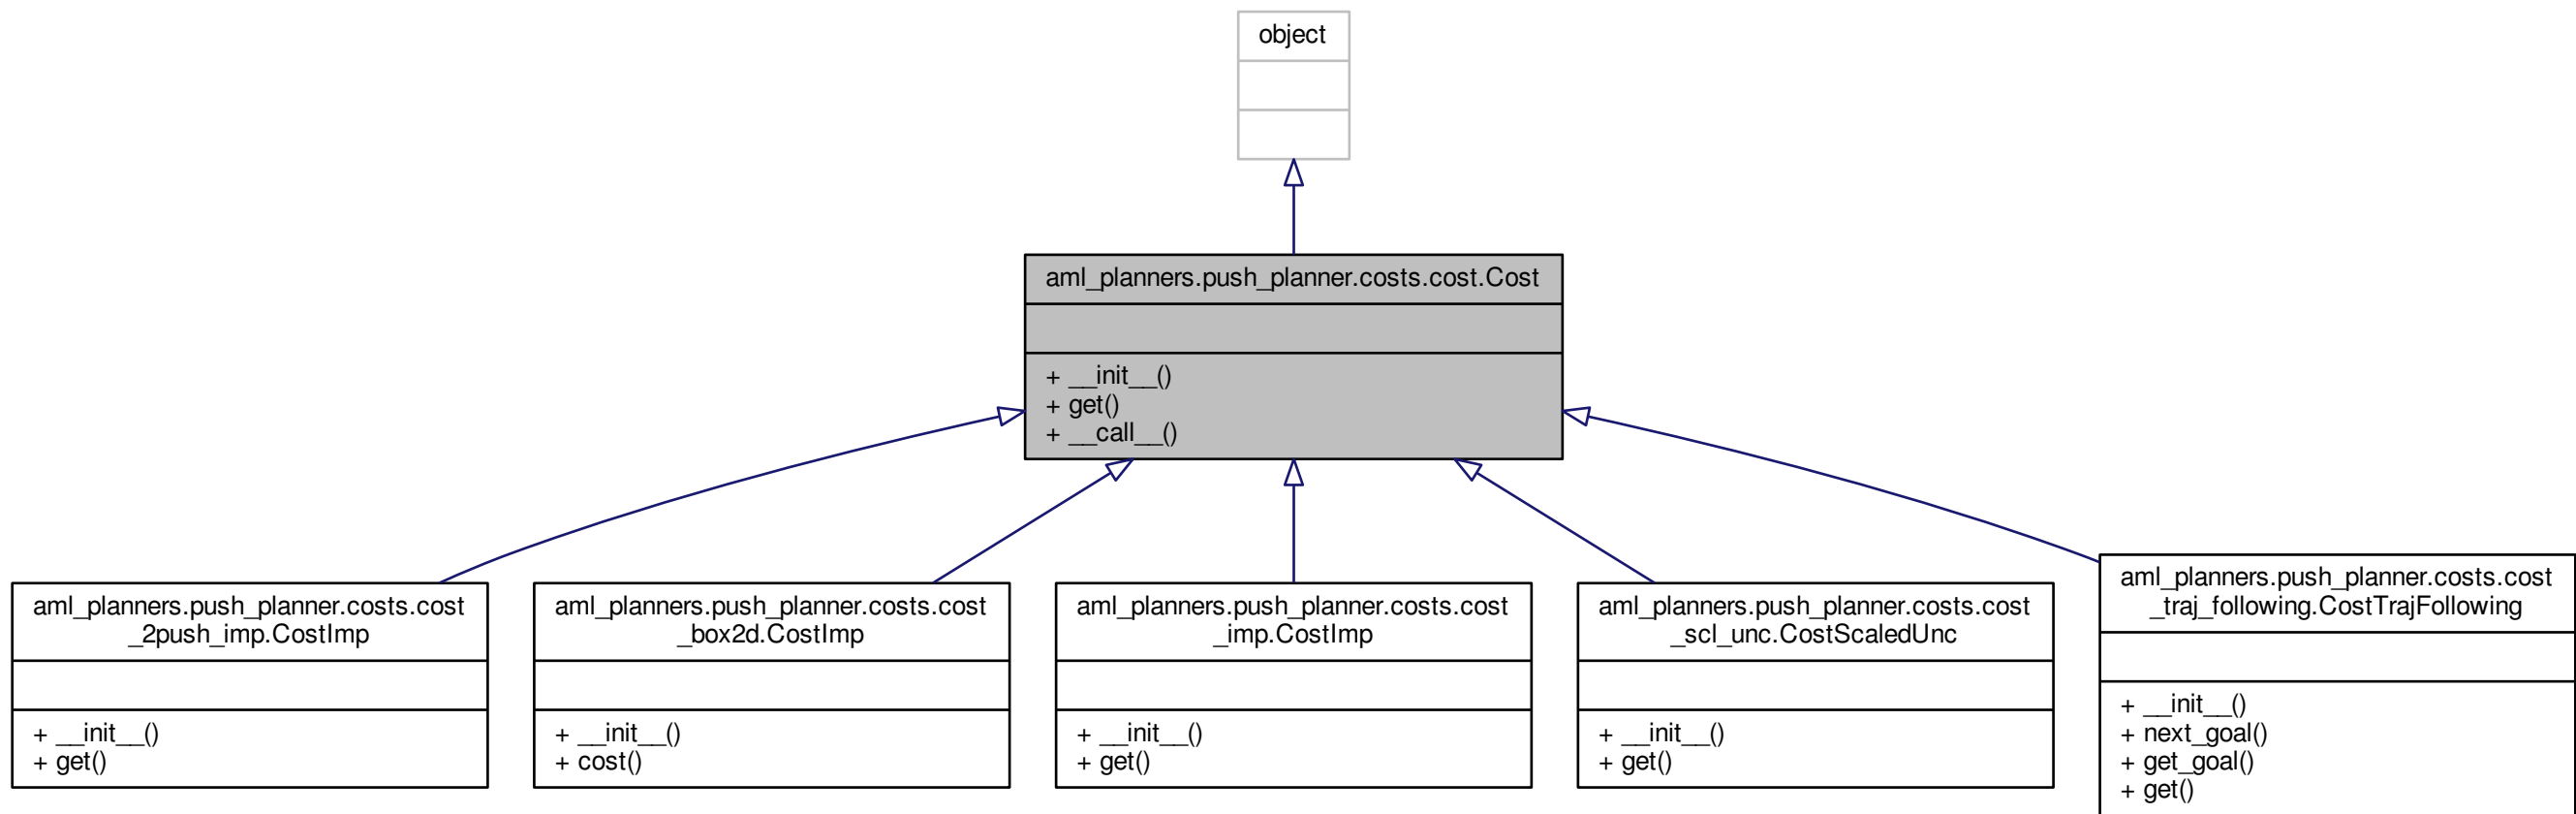 object
aml_planners.push_planner.costs.cost.Cost
+ __init__()
+ get()
+ __call__()
aml_planners.push_planner.costs.cost
_2push_imp.CostImp
+ __init__()
+ get()
aml_planners.push_planner.costs.cost
_box2d.CostImp
+ __init__()
+ cost()
aml_planners.push_planner.costs.cost
_imp.CostImp
+ __init__()
+ get()
aml_planners.push_planner.costs.cost
_scl_unc.CostScaledUnc
+ __init__()
+ get()
aml_planners.push_planner.costs.cost
_traj_following.CostTrajFollowing
+ __init__()
+ next_goal()
+ get_goal()
+ get()